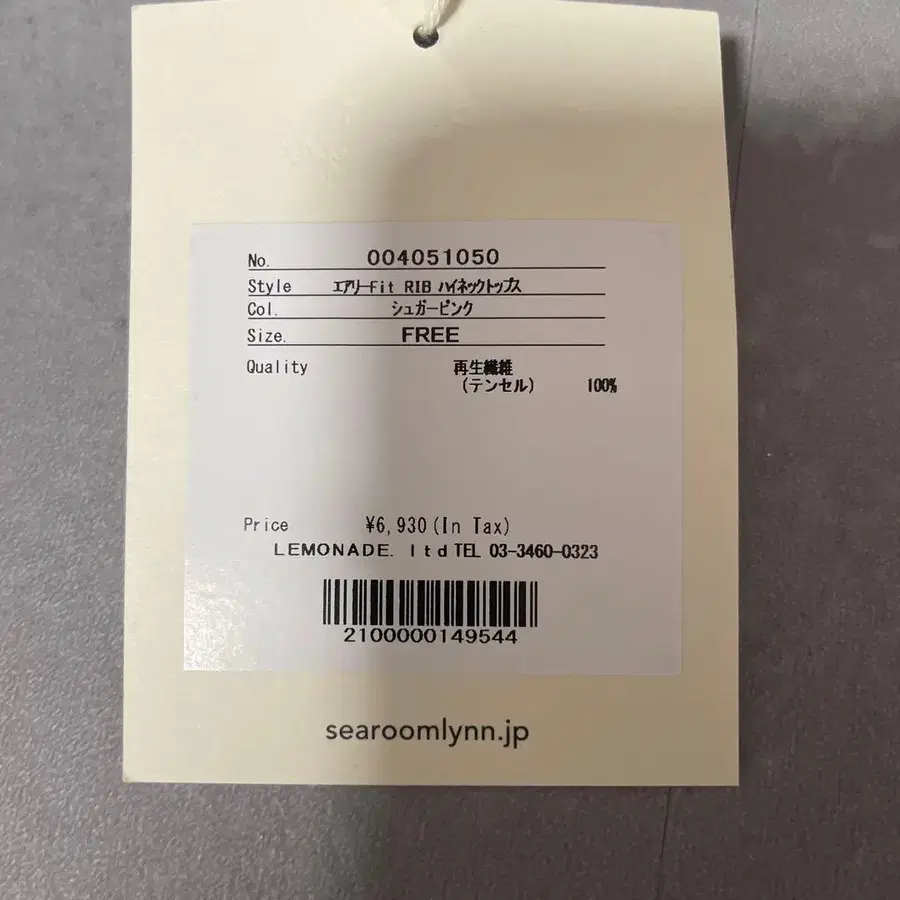 No. 004051050
Style エアリーFit RIB ハイネックトップス
Col. シュガーピンク
Size. FREE
Quality 再生繊維
(テンセル) 100%
Price ¥6,930(In Tax)
LEMONADE. ltd TEL 03-3460-0323
2100000149544
searoomlynn.jp